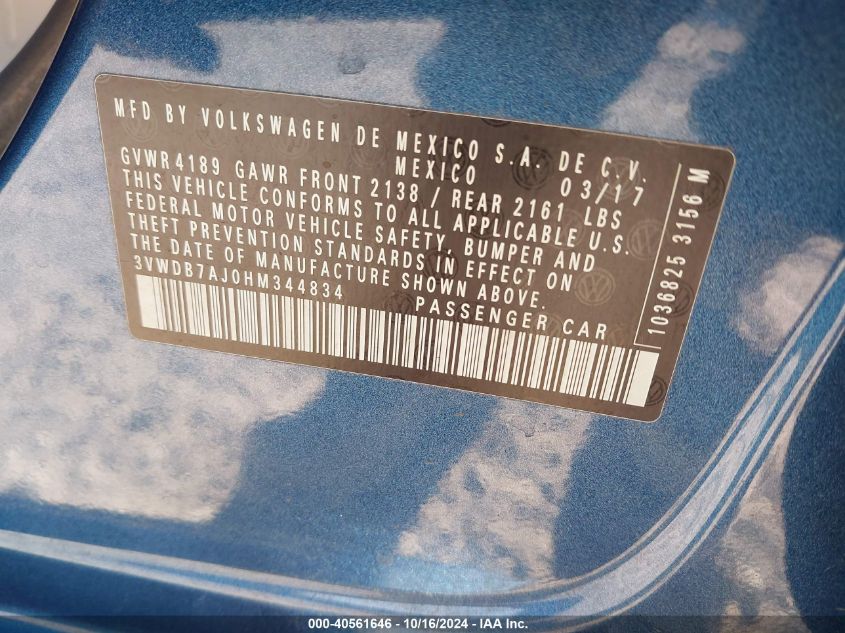 MFD BY VOLKSWAGEN DE MEXICO S.A. DE C.V.
MEXICO 03/17
GVWR 4189 GAWR FRONT 2138 / REAR 2161 LBS
THIS VEHICLE CONFORMS TO ALL APPLICABLE U.S.
FEDERAL MOTOR VEHICLE SAFETY, BUMPER AND
THEFT PREVENTION STANDARDS IN EFFECT ON
THE DATE OF MANUFACTURE SHOWN ABOVE.
3VWDB7AJ0HM344834 PASSENGER CAR
1036825 3156 M
000-40561646 - 10/16/2024 - IAA Inc.